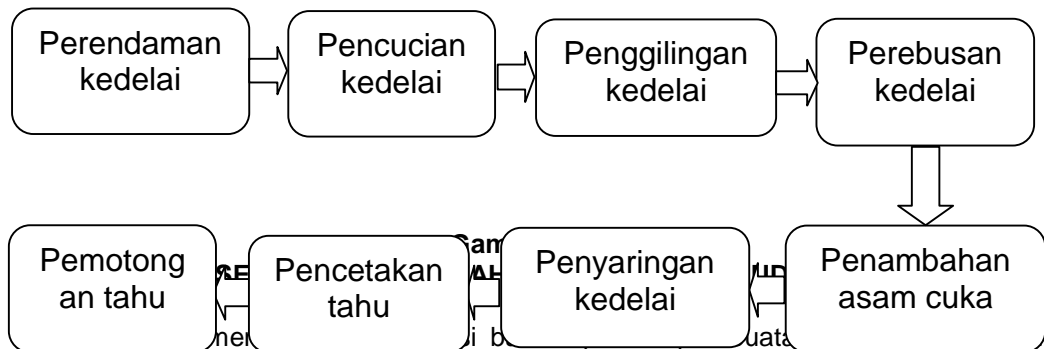 Perendaman
kedelai
Pencucian
kedelai
Penggilingan
kedelai
Perebusan
kedelai
Penambahan
asam cuka
Penyaringan
kedelai
Pencetakan
tahu
Pemotong
an tahu